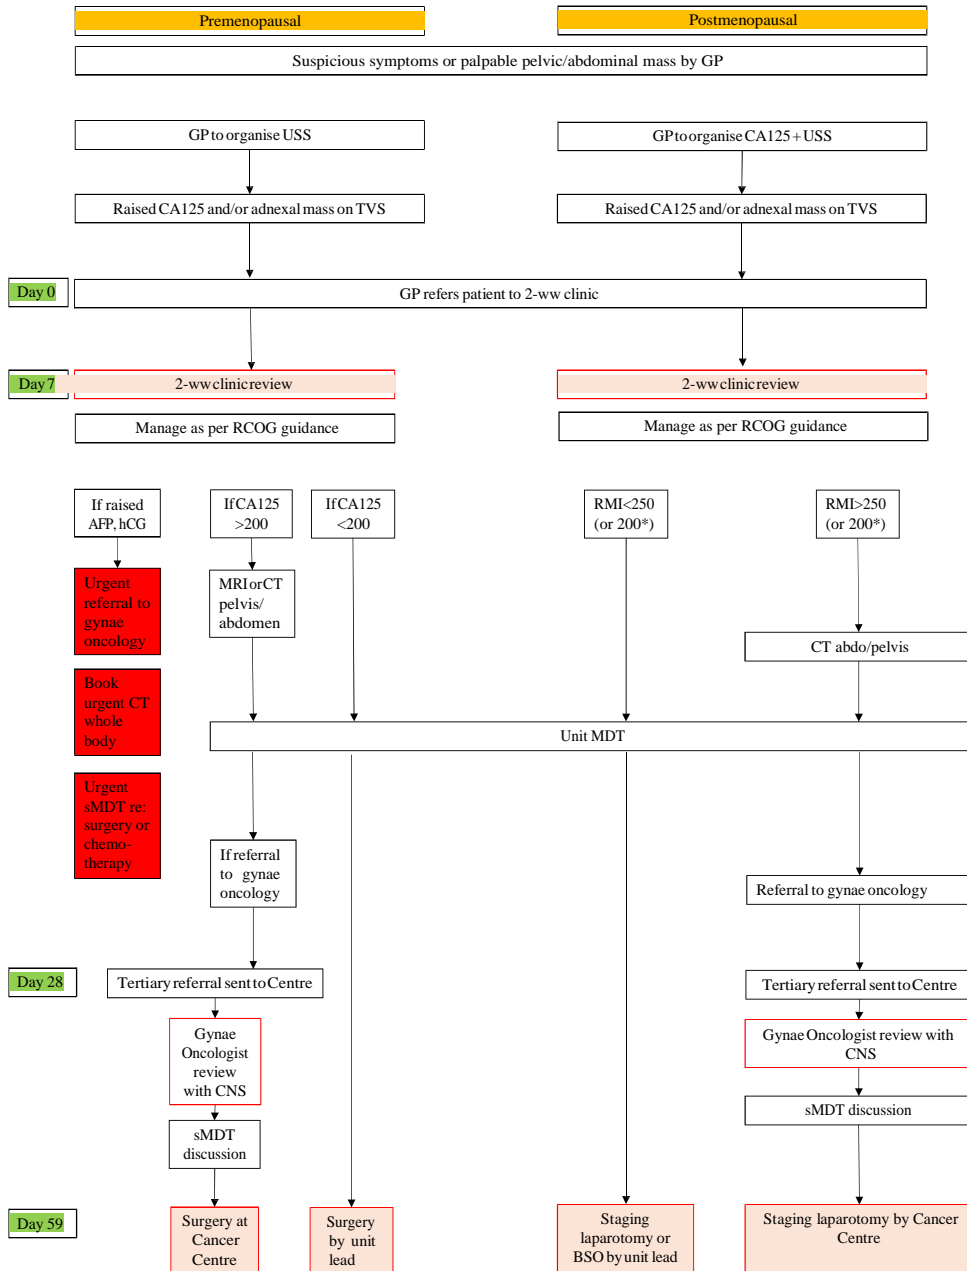 Premenopausal
Postmenopausal
Suspicious symptoms or palpable pelvic/abdominal mass by GP
GP to organise USS
GP to organise CA125 + USS
Raised CA125 and/or adnexal mass on TVS
Raised CA125 and/or adnexal mass on TVS
Day 0
GP refers patient to 2-ww clinic
Day 7
2-ww clinic review
2-ww clinic review
Manage as per RCOG guidance
Manage as per RCOG guidance
If raised
AFP, hCG
If CA125
>200
If CA125
<200
RMI<250
(or 200*)
RMI>250
(or 200*)
Urgent
referral to
gynae
oncology
MRI or CT
pelvis/
abdomen
CT abdo/pelvis
Book
urgent CT
whole
body
Unit MDT
Urgent
sMDT re:
surgery or
chemo-
therapy
If referral
to gynae
oncology
Referral to gynae oncology
Day 28
Tertiary referral sent to Centre
Tertiary referral sent to Centre
Gynae
Oncologist
review
with CNS
Gynae Oncologist review with
CNS
sMDT
discussion
sMDT discussion
Day 59
Surgery at
Cancer
Centre
Surgery
by unit
lead
Staging
laparotomy or
BSO by unit lead
Staging laparotomy by Cancer
Centre